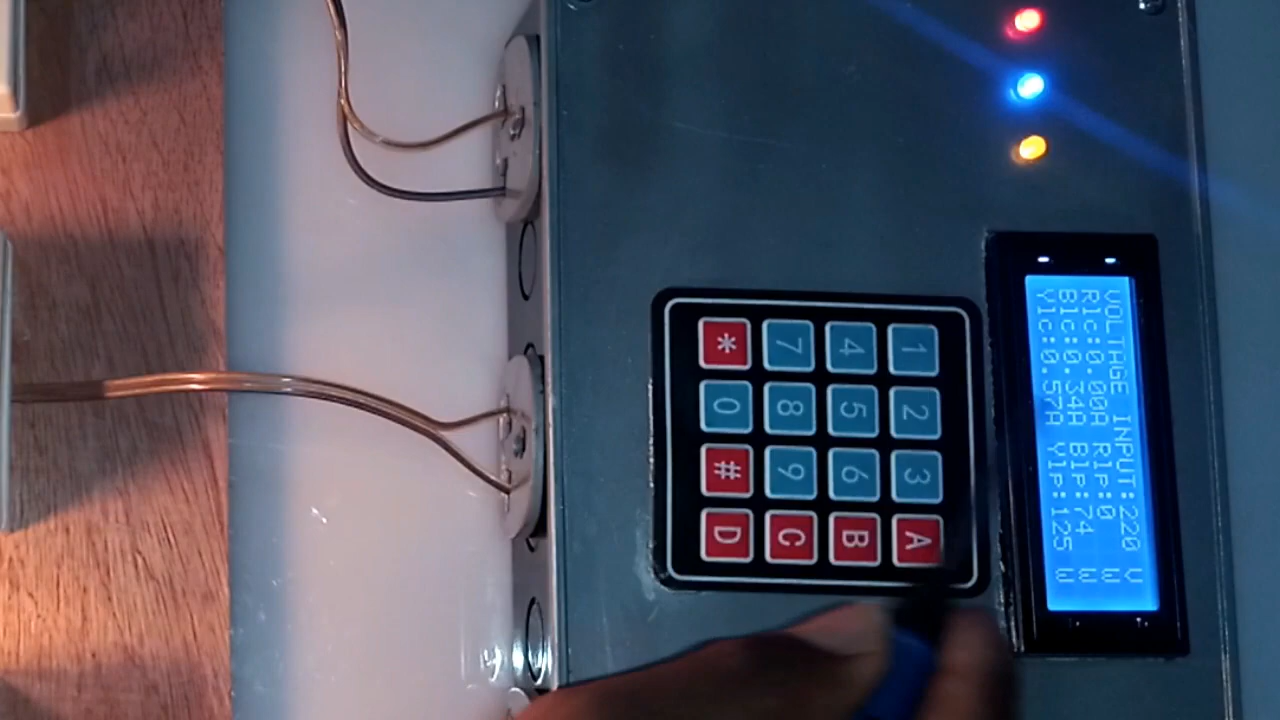 VOLTAGE INPUT:220 V
RIC:0.00A RIP:0 W
BIC:0.34A BIP:74 W
YIC:0.57A YIP:125 W
1 2 3 A
4 5 6 B
7 8 9 C
* 0 # D